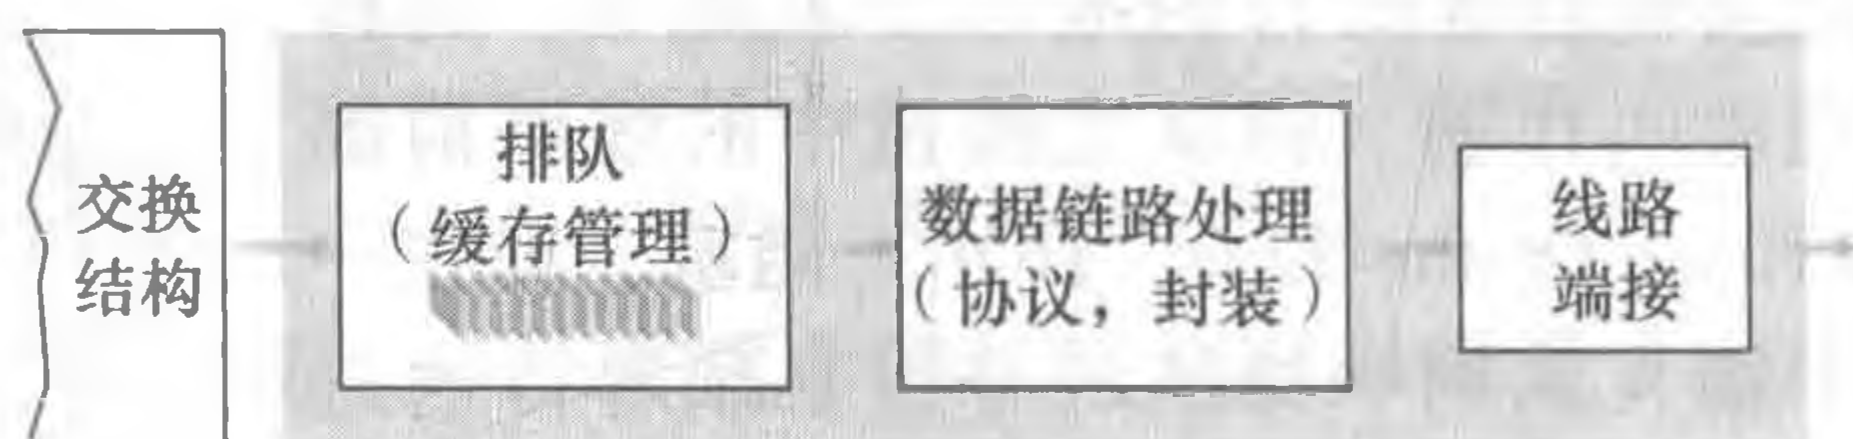 交换
结构
排队
（缓存管理）
数据链路处理
（协议，封装）
线路
端接